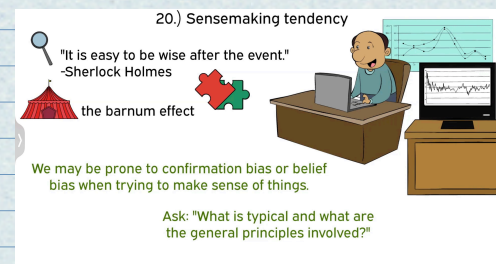 20.) Sensemaking tendency
"It is easy to be wise after the event."
-Sherlock Holmes
the barnum effect
We may be prone to confirmation bias or belief
bias when trying to make sense of things.
Ask: "What is typical and what are
the general principles involved?"